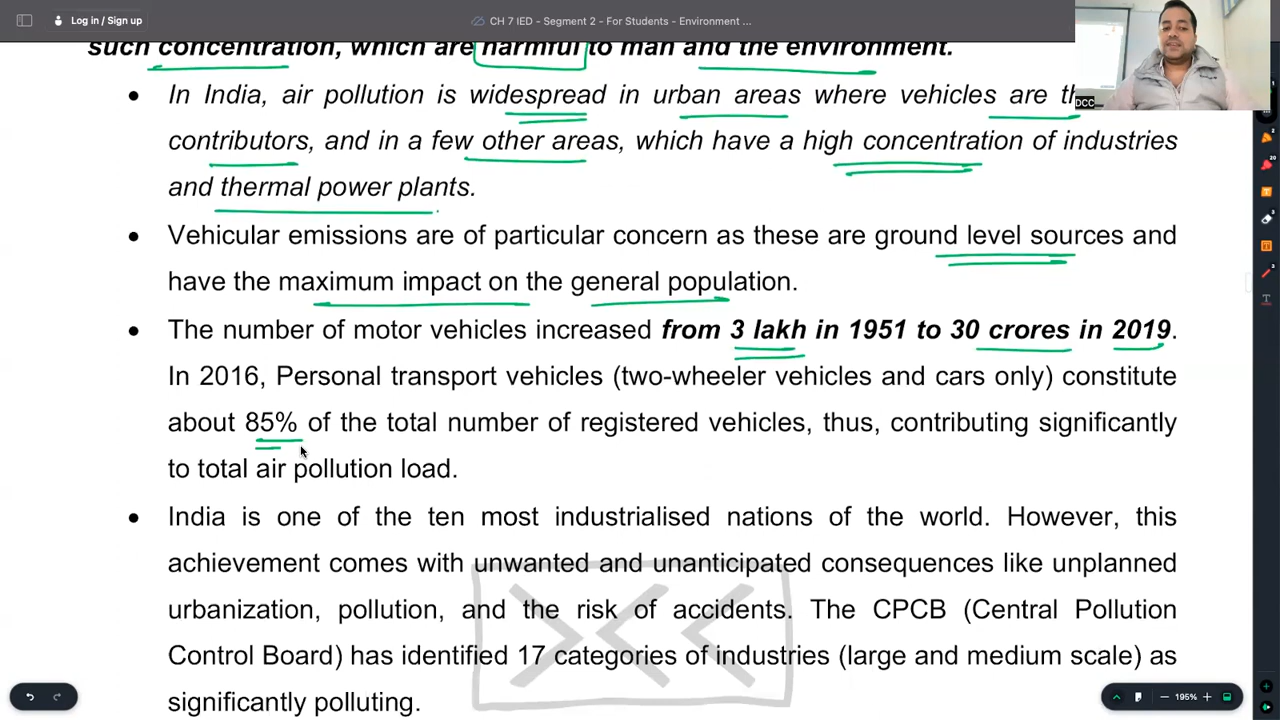 Log in / Sign up
CH 7 IED - Segment 2 - For Students - Environment ...
such concentration, which are harmful to man and the environment.
DCC
• In India, air pollution is widespread in urban areas where vehicles are
contributors, and in a few other areas, which have a high concentration of industries
and thermal power plants.
• Vehicular emissions are of particular concern as these are ground level sources and
have the maximum impact on the general population.
• The number of motor vehicles increased from 3 lakh in 1951 to 30 crores in 2019.
In 2016, Personal transport vehicles (two-wheeler vehicles and cars only) constitute
about 85% of the total number of registered vehicles, thus, contributing significantly
to total air pollution load.
• India is one of the ten most industrialised nations of the world. However, this
achievement comes with unwanted and unanticipated consequences like unplanned
urbanization, pollution, and the risk of accidents. The CPCB (Central Pollution
Control Board) has identified 17 categories of industries (large and medium scale) as
significantly polluting.
195%